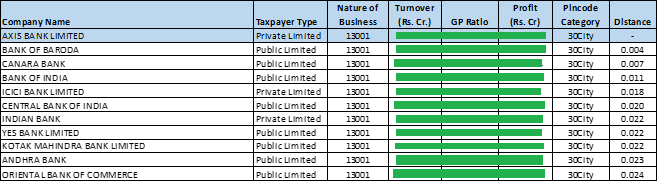 Company Name Taxpayer Type Nature of Business Turnover (Rs. Cr.) GP Ratio Profit (Rs. Cr) Pincode Category Distance
AXIS BANK LIMITED Private Limited 13001 30City -
BANK OF BARODA Public Limited 13001 30City 0.004
CANARA BANK Public Limited 13001 30City 0.007
BANK OF INDIA Public Limited 13001 30City 0.011
ICICI BANK LIMITED Private Limited 13001 30City 0.018
CENTRAL BANK OF INDIA Public Limited 13001 30City 0.020
INDIAN BANK Private Limited 13001 30City 0.022
YES BANK LIMITED Public Limited 13001 30City 0.022
KOTAK MAHINDRA BANK LIMITED Public Limited 13001 30City 0.022
ANDHRA BANK Public Limited 13001 30City 0.023
ORIENTAL BANK OF COMMERCE Public Limited 13001 30City 0.024